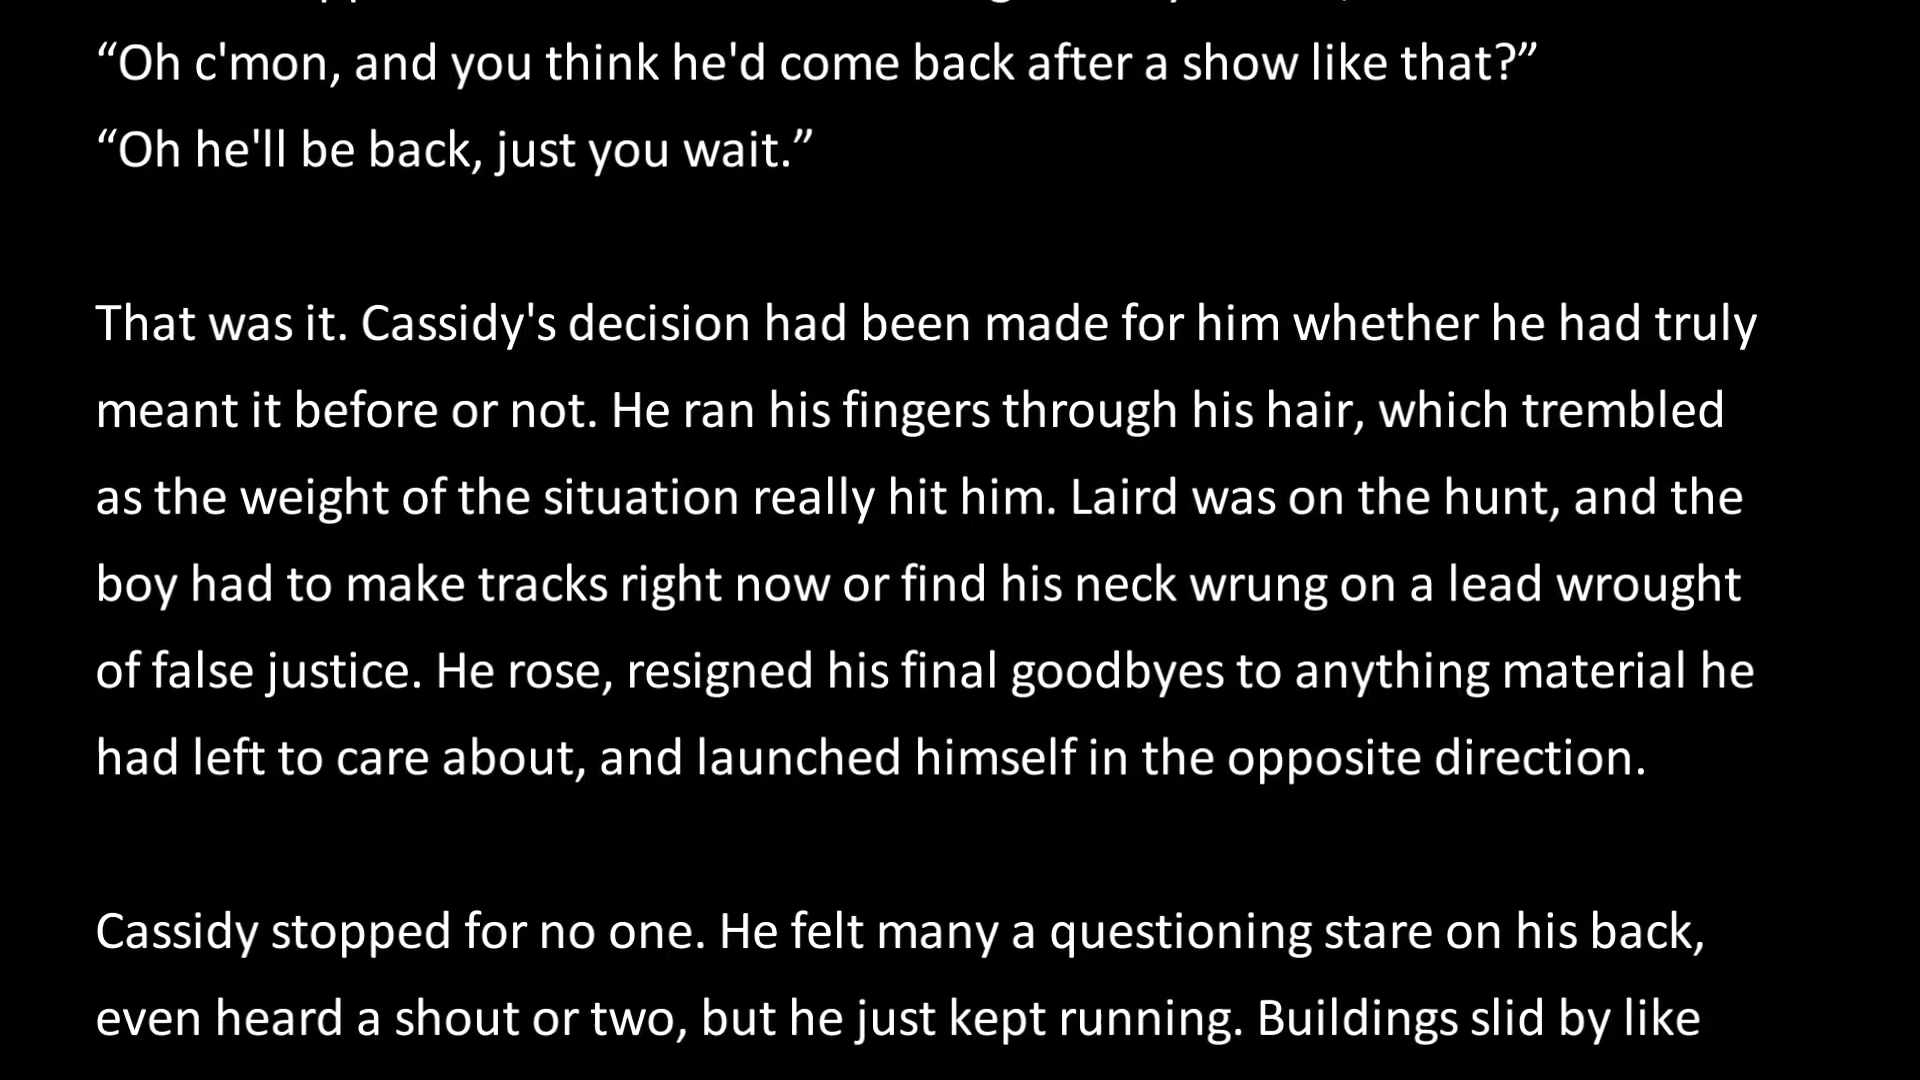 “Oh c'mon, and you think he'd come back after a show like that?”
“Oh he'll be back, just you wait.”
That was it. Cassidy's decision had been made for him whether he had truly
meant it before or not. He ran his fingers through his hair, which trembled
as the weight of the situation really hit him. Laird was on the hunt, and the
boy had to make tracks right now or find his neck wrung on a lead wrought
of false justice. He rose, resigned his final goodbyes to anything material he
had left to care about, and launched himself in the opposite direction.
Cassidy stopped for no one. He felt many a questioning stare on his back,
even heard a shout or two, but he just kept running. Buildings slid by like